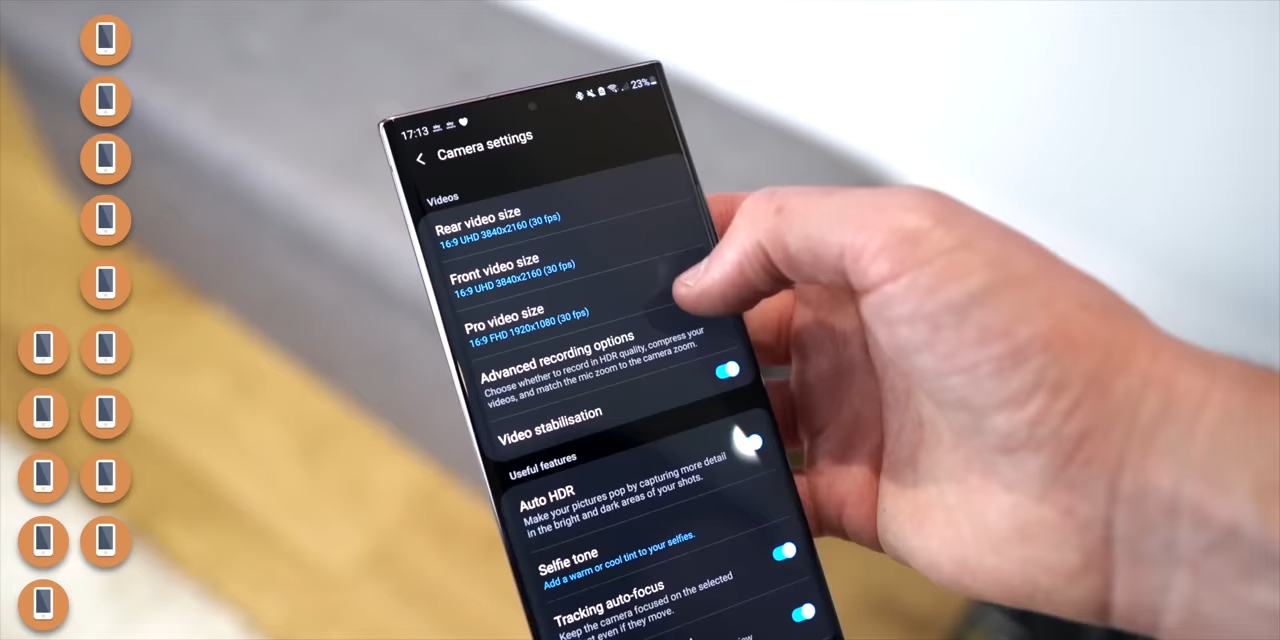 17:13
23%
Camera settings
Videos
Rear video size
16:9 UHD 3840x2160 (30 fps)
Front video size
16:9 UHD 3840x2160 (30 fps)
Pro video size
16:9 FHD 1920x1080 (30 fps)
Advanced recording options
Choose whether to record in HDR quality, compress your
videos, and match the mic zoom to the camera zoom.
Video stabilisation
Useful features
Auto HDR
Make your pictures pop by capturing more detail
in the bright and dark areas of your shots.
Selfie tone
Add a warm or cool tint to your selfies.
Tracking auto-focus
Keep the camera focused on the selected
even if they move.